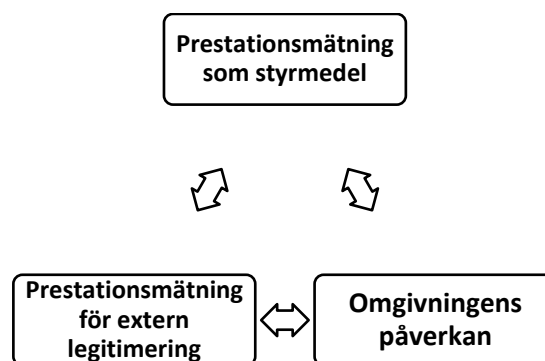 Prestationsmätning
som styrmedel
Prestationsmätning
för extern
legitimering
Omgivningens
påverkan